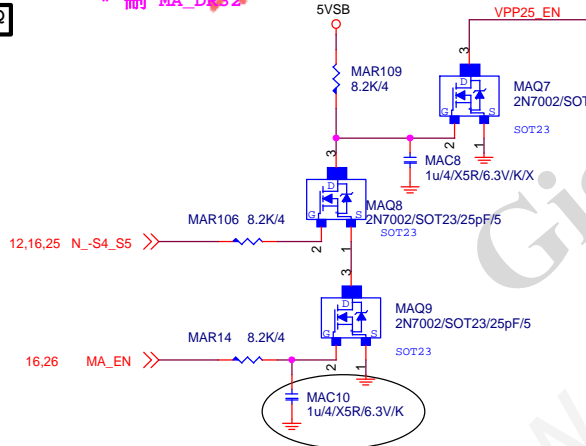 * 嗣 MA_DRS2
5VSB
VPP25_EN
MAR109
8.2K/4
3
MAQ7
2N7002/SOT
D
G
S
SOT23
2
1
3
MAC8
1u/4/X5R/6.3V/K/X
D
MAQ8
2N7002/SOT23/25pF/5
MAR106 8.2K/4
G
S
SOT23
12,16,25 N_-S4_S5
2
1
3
D
MAQ9
2N7002/SOT23/25pF/5
MAR14 8.2K/4
G
S
SOT23
16,26 MA_EN
2
1
MAC10
1u/4/X5R/6.3V/K
Gi